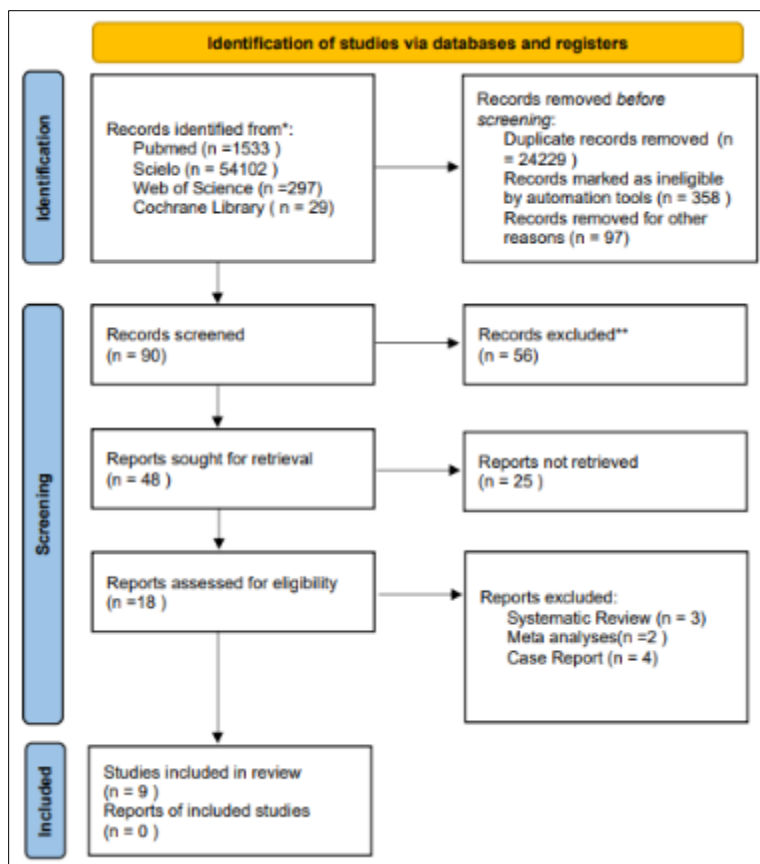 Identification of studies via databases and registers
Identification
Records identified from*:
Pubmed (n =1533 )
Scielo (n = 54102 )
Web of Science (n =297)
Cochrane Library ( n = 29)
Records removed before
screening:
Duplicate records removed (n
= 24229 )
Records marked as ineligible
by automation tools (n = 358 )
Records removed for other
reasons (n = 97)
Screening
Records screened
(n = 90)
Records excluded**
(n = 56)
Reports sought for retrieval
(n = 48 )
Reports not retrieved
(n = 25 )
Reports assessed for eligibility
(n =18 )
Reports excluded:
Systematic Review (n = 3)
Meta analyses(n =2 )
Case Report (n = 4)
Included
Studies included in review
(n = 9 )
Reports of included studies
(n = 0 )